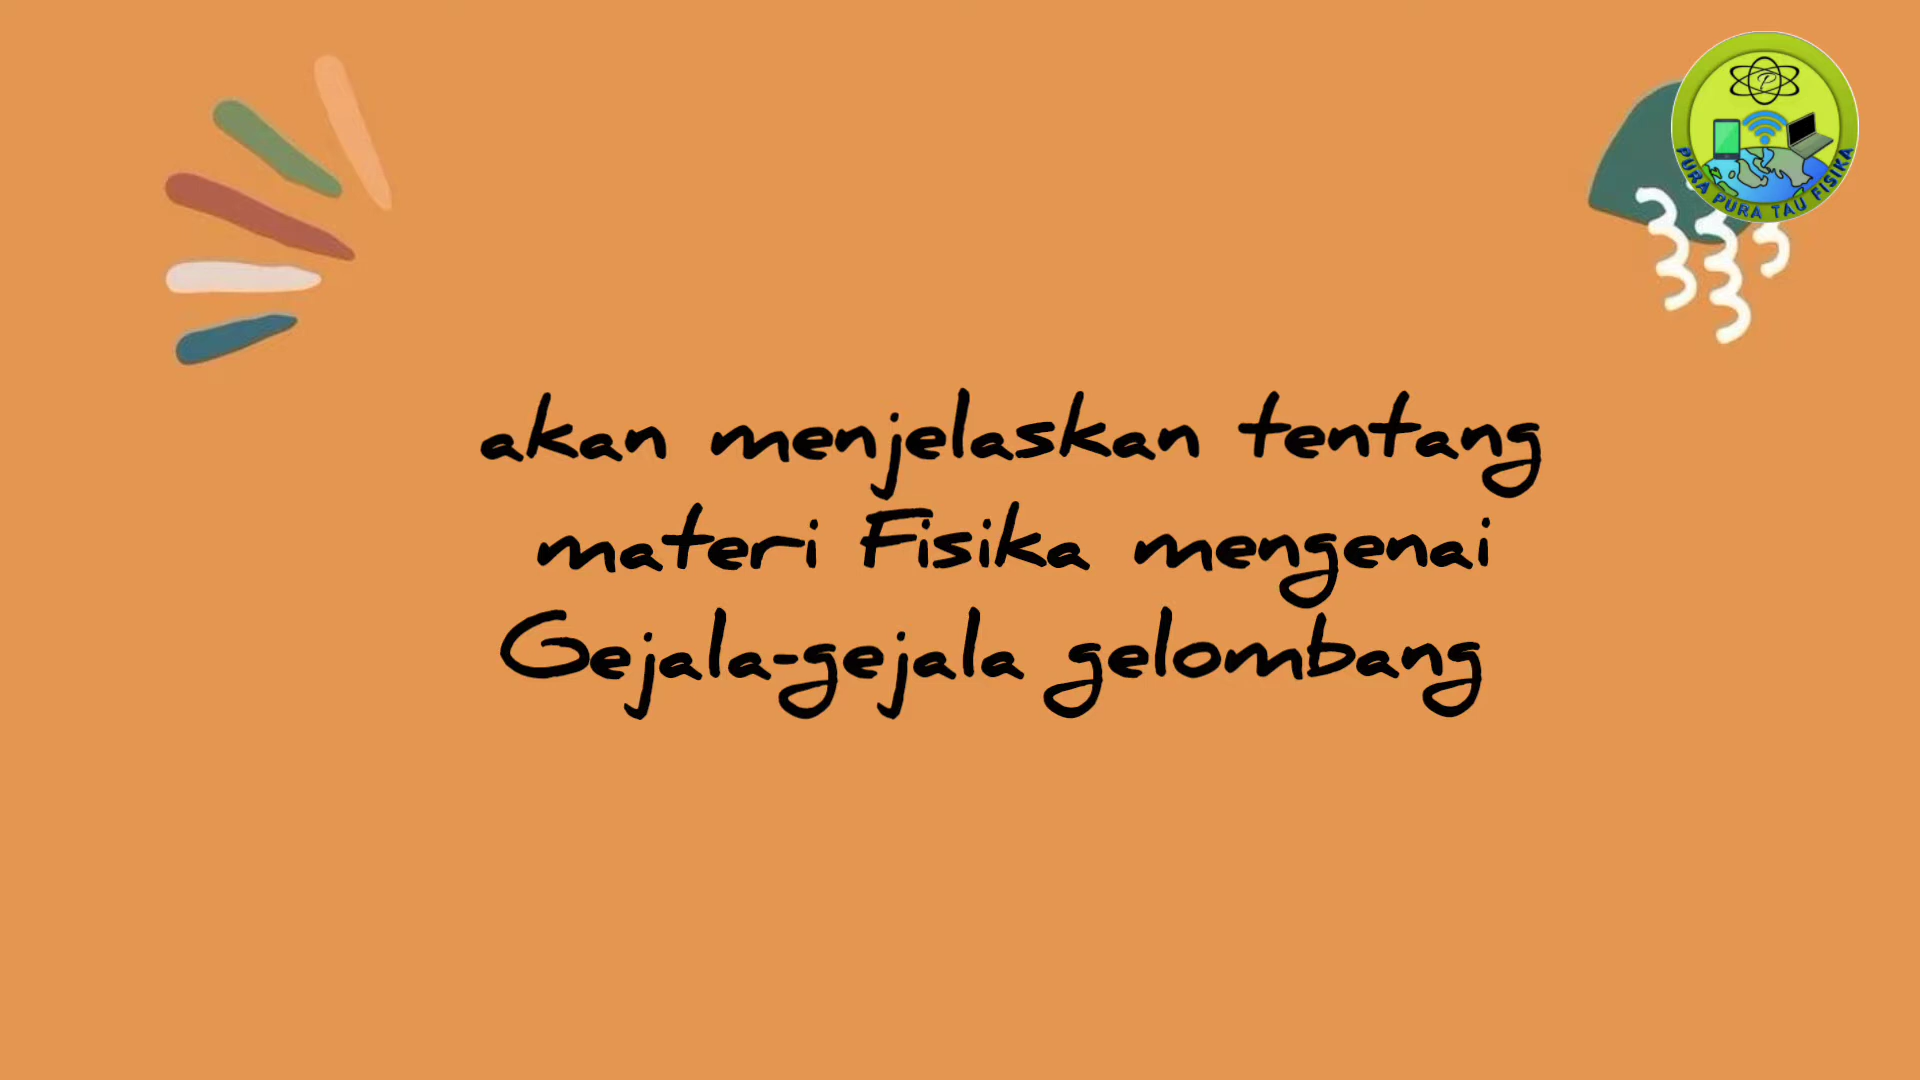 PURA PURA TAU FISIKA
akan menjelaskan tentang
materi Fisika mengenai
Gejala-gejala gelombang